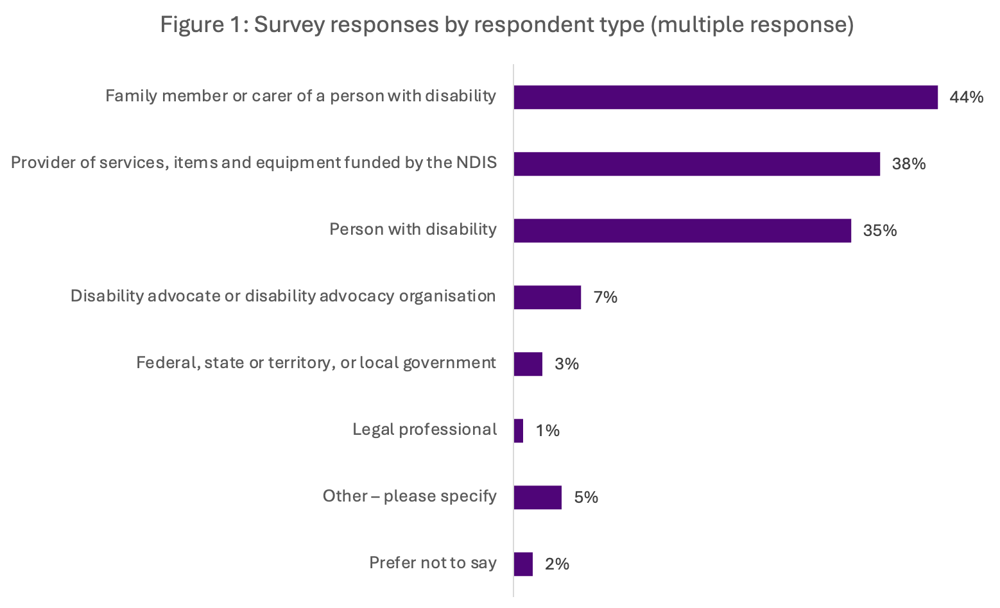 Figure 1: Survey responses by respondent type (multiple response)
Family member or carer of a person with disability 44%
Provider of services, items and equipment funded by the NDIS 38%
Person with disability 35%
Disability advocate or disability advocacy organisation 7%
Federal, state or territory, or local government 3%
Legal professional 1%
Other – please specify 5%
Prefer not to say 2%